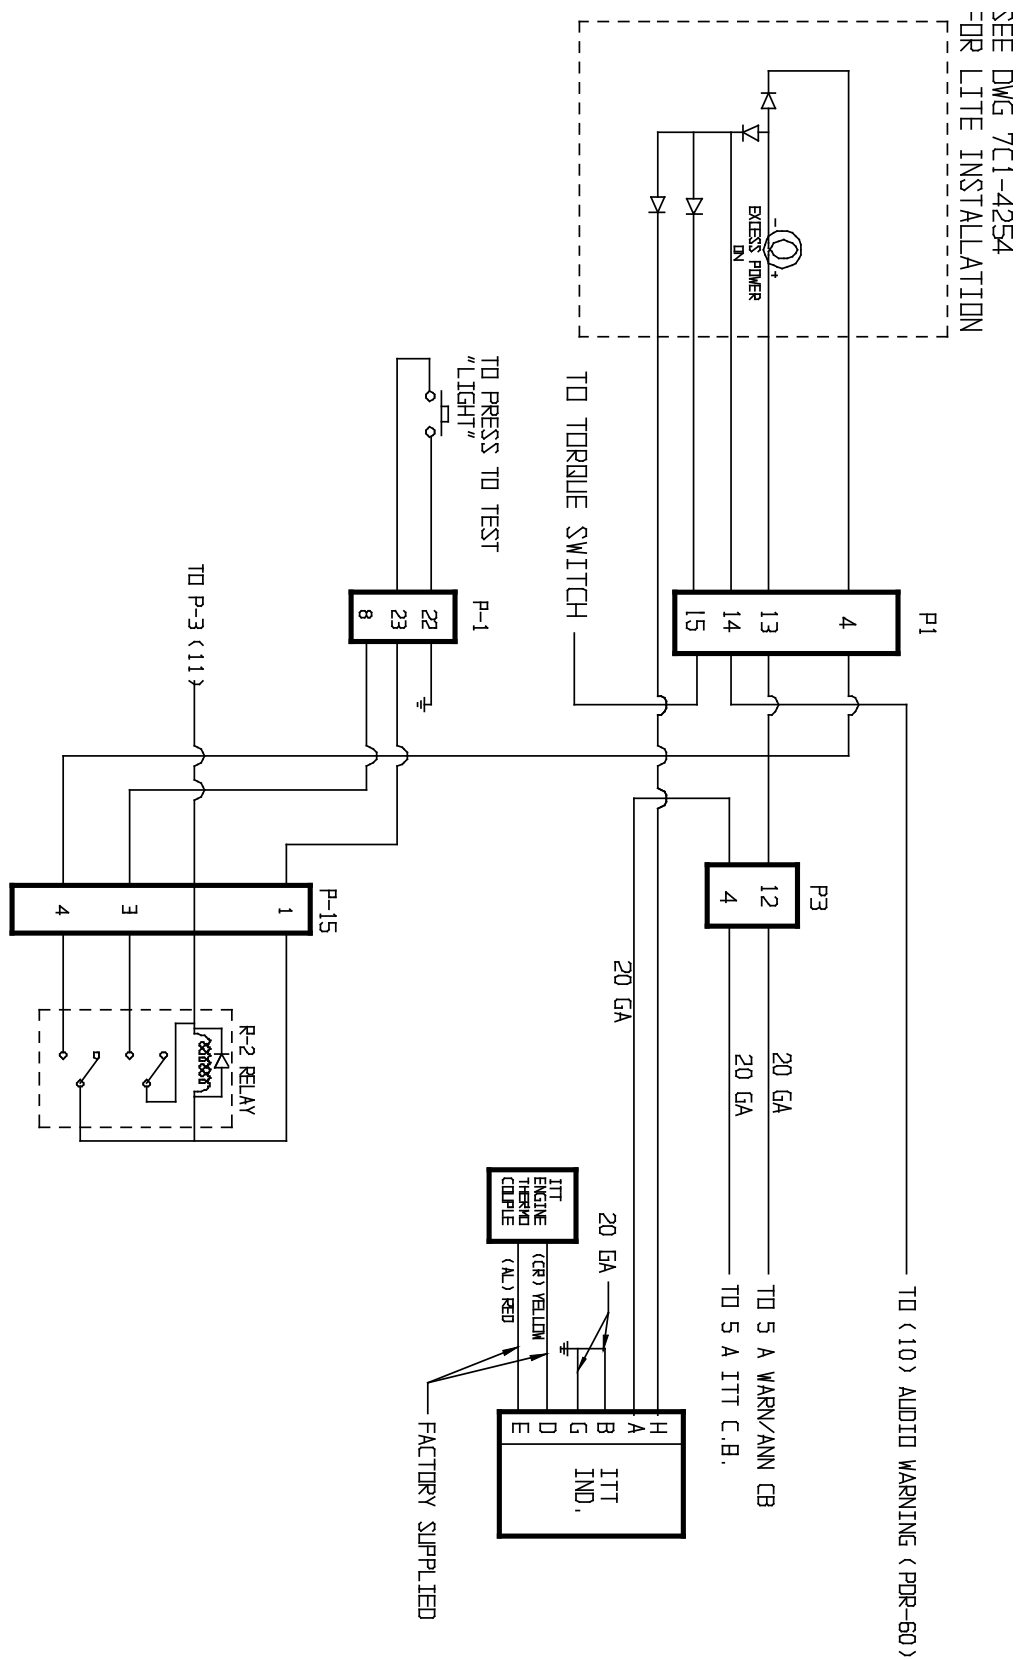 SEE DWG 7C1-4254
FOR LITE INSTALLATION
-
+
EXCESS POWER
ON
TO TORQUE SWITCH
TO PRESS TO TEST
"LIGHT"
P1
4
13
14
15
P-1
22
23
8
TO P-3 (11)
P3
12
4
P-15
1
3
4
R-2 RELAY
20 GA
20 GA
20 GA
20 GA
ITT
ENGINE
THERMO
COUPLE
(CR) YELLOW
(AL) RED
TO (10) AUDIO WARNING (PDR-60)
TO 5 A WARN/ANN CB
TO 5 A ITT C.B.
H
A
B
G
D
E
ITT
IND.
FACTORY SUPPLIED